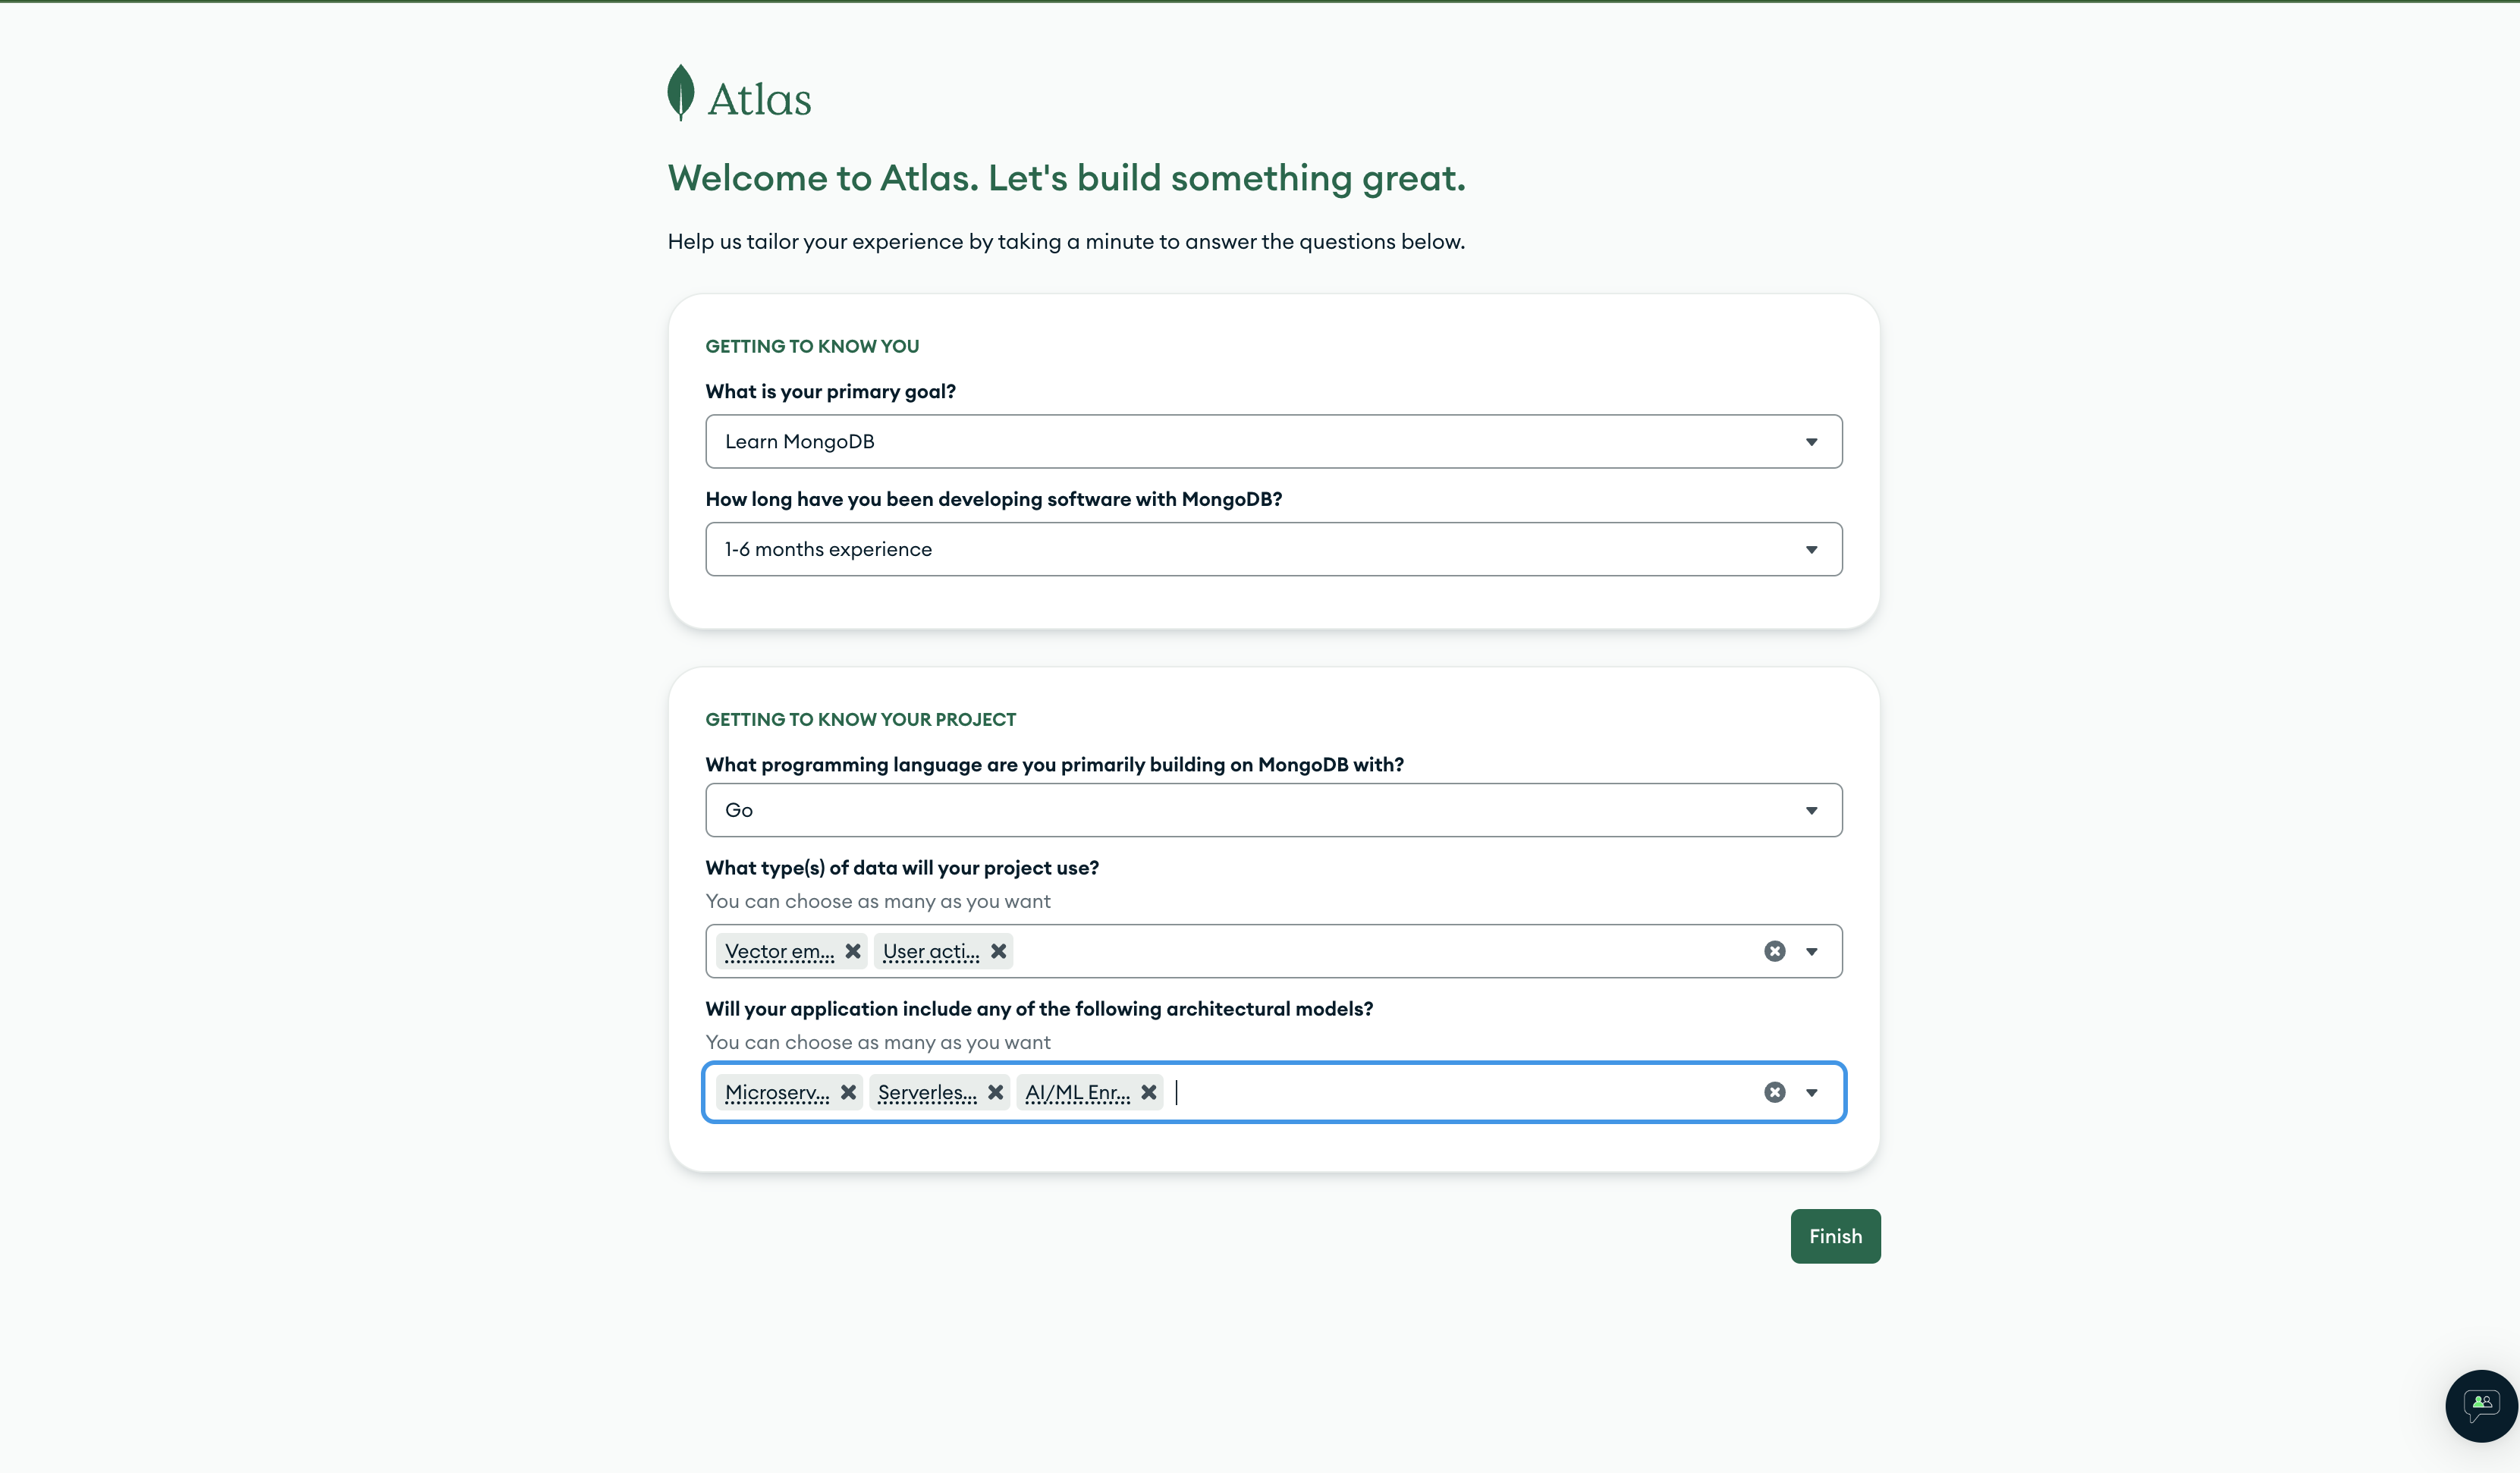 Atlas
Welcome to Atlas. Let's build something great.
Help us tailor your experience by taking a minute to answer the questions below.
GETTING TO KNOW YOU
What is your primary goal?
Learn MongoDB
How long have you been developing software with MongoDB?
1-6 months experience
GETTING TO KNOW YOUR PROJECT
What programming language are you primarily building on MongoDB with?
Go
What type(s) of data will your project use?
You can choose as many as you want
Vector em... User acti...
Will your application include any of the following architectural models?
You can choose as many as you want
Microserv... Serverles... AI/ML Enr...
Finish